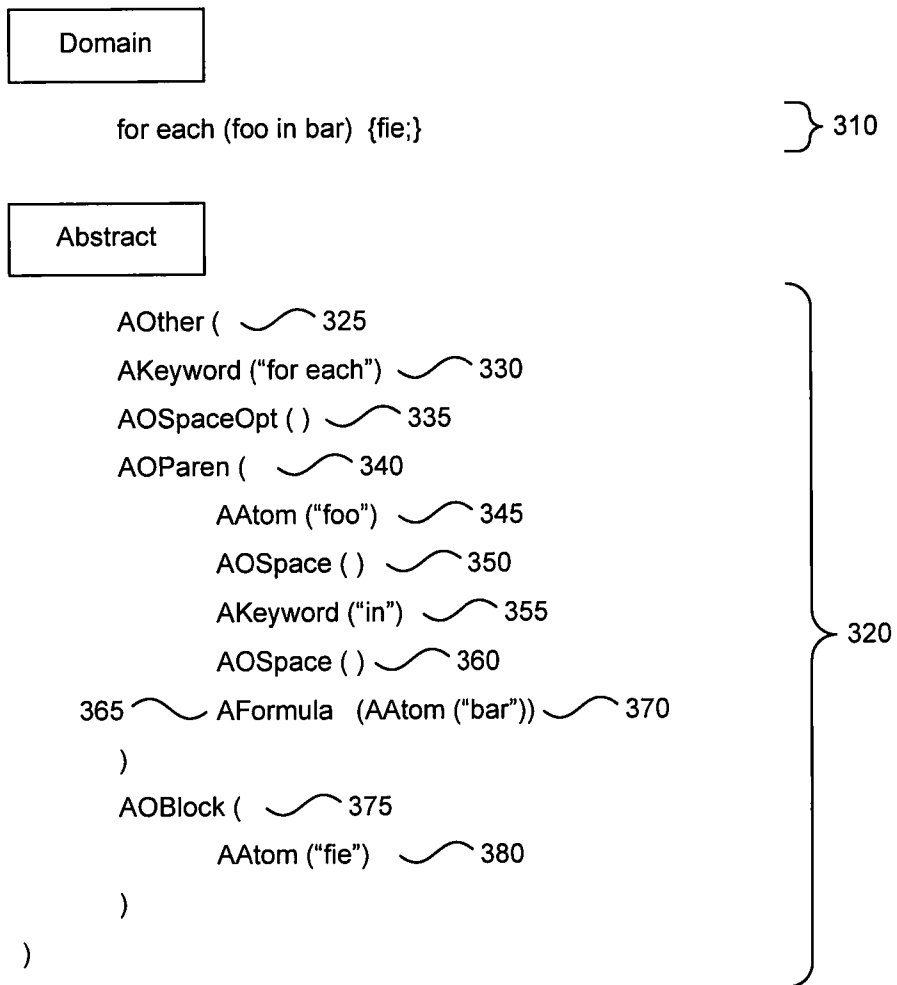 Domain
for each (foo in bar) {fie;} 310
Abstract
AOther ( 325
AKeyword (“for each”) 330
AOSpaceOpt ( ) 335
AOParen ( 340
AAtom (“foo”) 345
AOSpace ( ) 350
AKeyword (“in”) 355
320
AOSpace ( ) 360
365 AFormula (AAtom (“bar”)) 370
)
AOBlock ( 375
AAtom (“fie”) 380
)
)